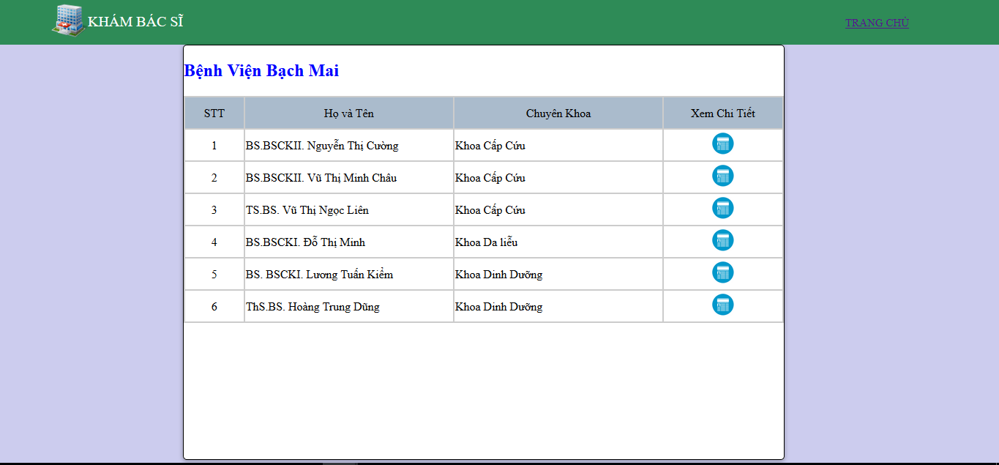 KHÁM BÁC SĨ
TRANG CHỦ
Bệnh Viện Bạch Mai
STT Họ và Tên Chuyên Khoa Xem Chi Tiết
1 BS.BSCKII. Nguyễn Thị Cường Khoa Cấp Cứu
2 BS.BSCKII. Vũ Thị Minh Châu Khoa Cấp Cứu
3 TS.BS. Vũ Thị Ngọc Liên Khoa Cấp Cứu
4 BS.BSCKI. Đỗ Thị Minh Khoa Da liễu
5 BS. BSCKI. Lương Tuấn Kiểm Khoa Dinh Dưỡng
6 ThS.BS. Hoàng Trung Dũng Khoa Dinh Dưỡng